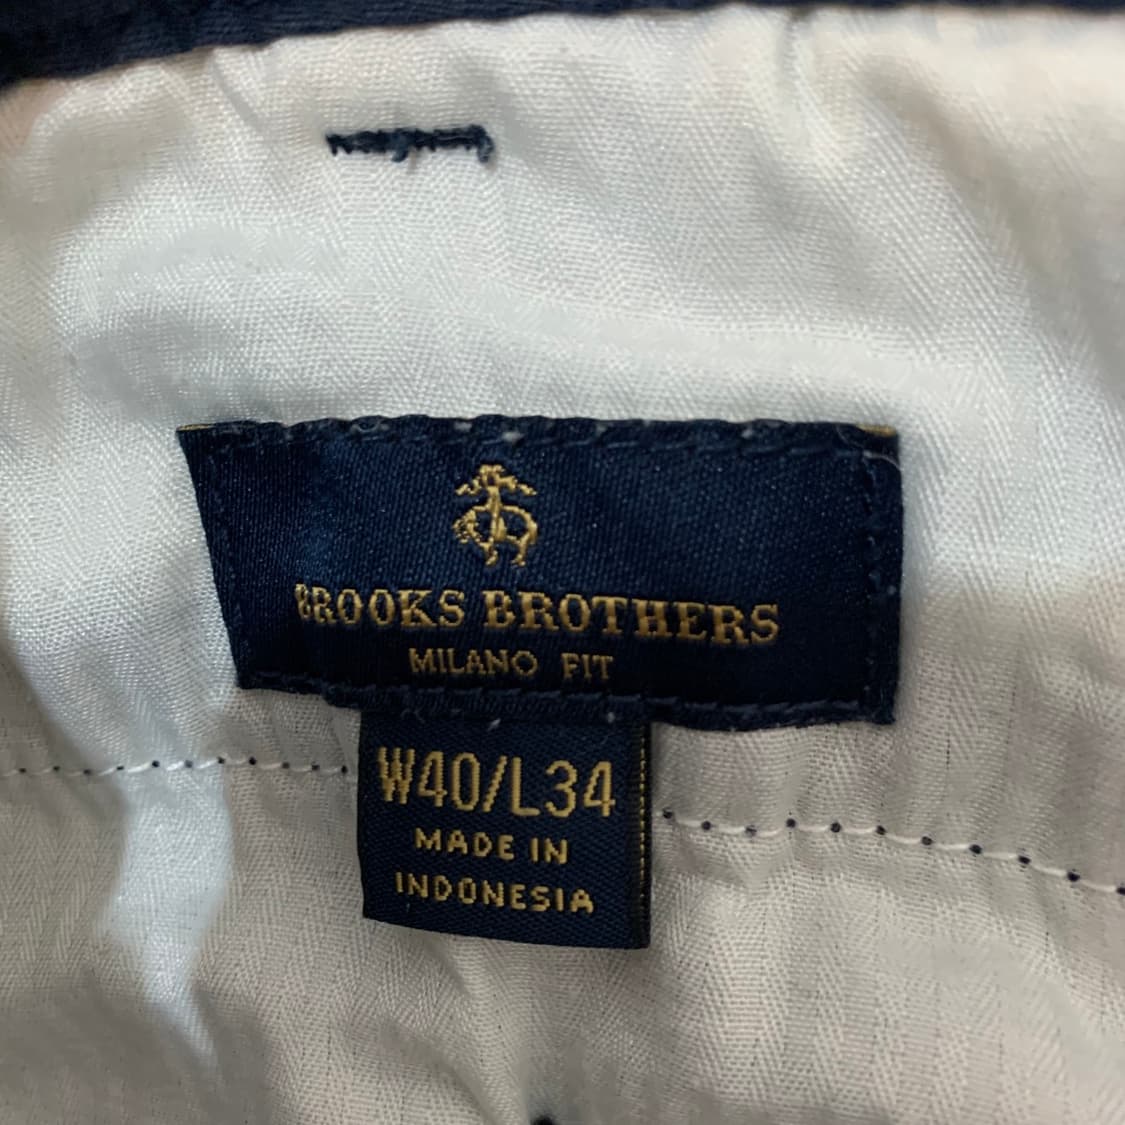 BROOKS BROTHERS
MILANO FIT
W40/L34
MADE IN
INDONESIA